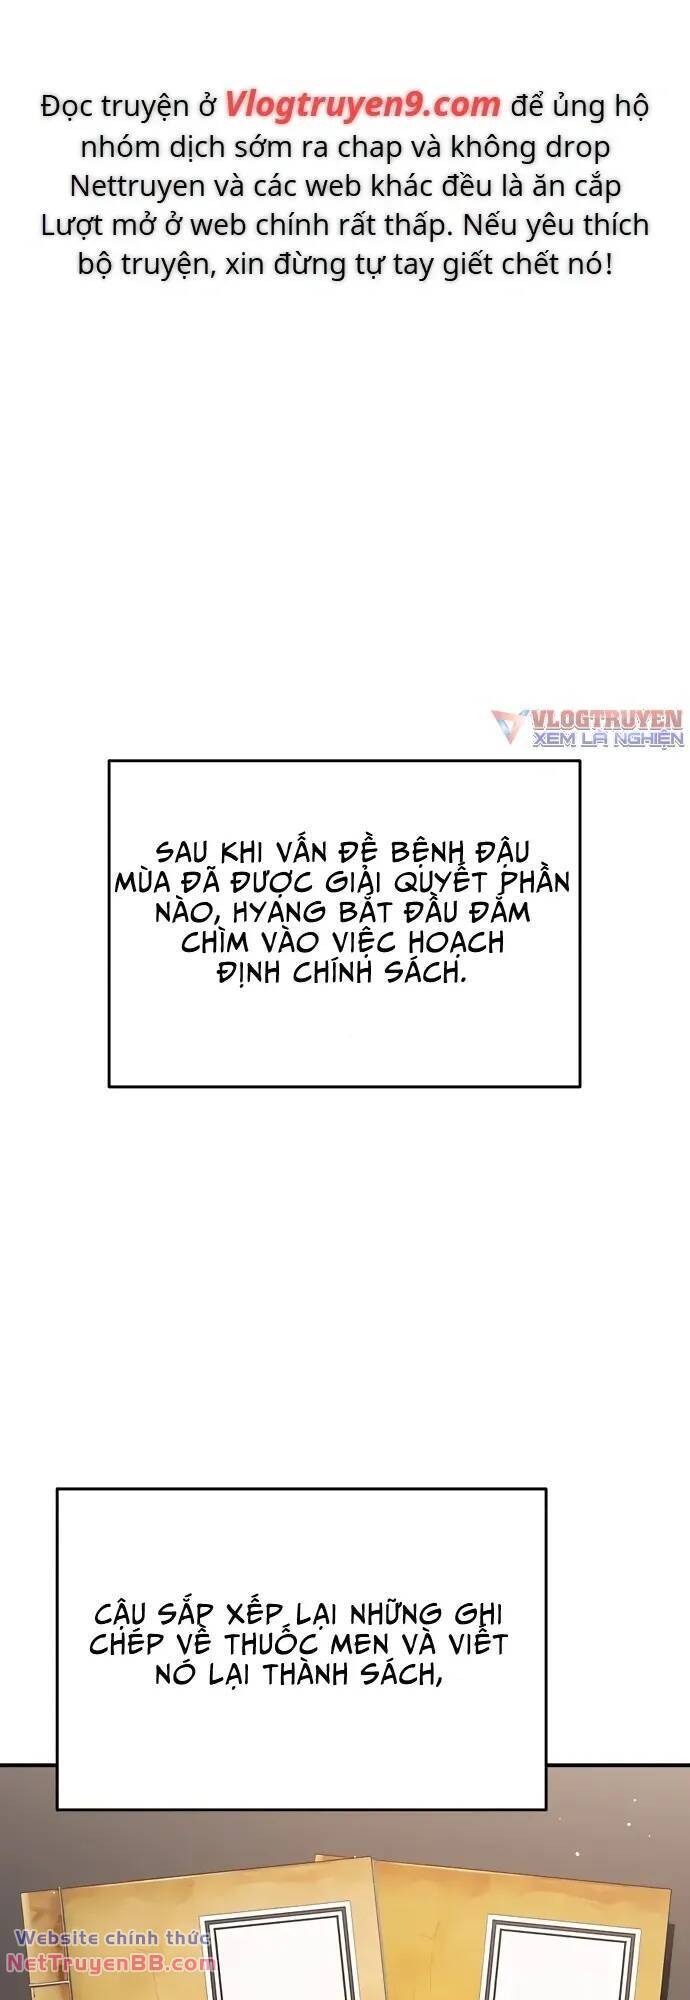 Đọc truyện ở Vlogtruyen9.com để ủng hộ
nhóm dịch sớm ra chap và không drop
Nettruyen và các web khác đều là ăn cắp
Lượt mở ở web chính rất thấp. Nếu yêu thích
bộ truyện, xin đừng tự tay giết chết nó!
VLOGTRUYEN
XEM LÀ NGHIỆN
SAU KHI VẤN ĐỀ BỆNH ĐẬU
MÙA ĐÃ ĐƯỢC GIẢI QUYẾT PHẦN
NÀO, HYANG BẮT ĐẦU ĐẮM
CHÌM VÀO VIỆC HOẠCH
ĐỊNH CHÍNH SÁCH.
CẬU SẮP XẾP LẠI NHỮNG GHI
CHÉP VỀ THUỐC MEN VÀ VIẾT
NÓ LẠI THÀNH SÁCH,
Website chính thức
NetTruyenBB.com